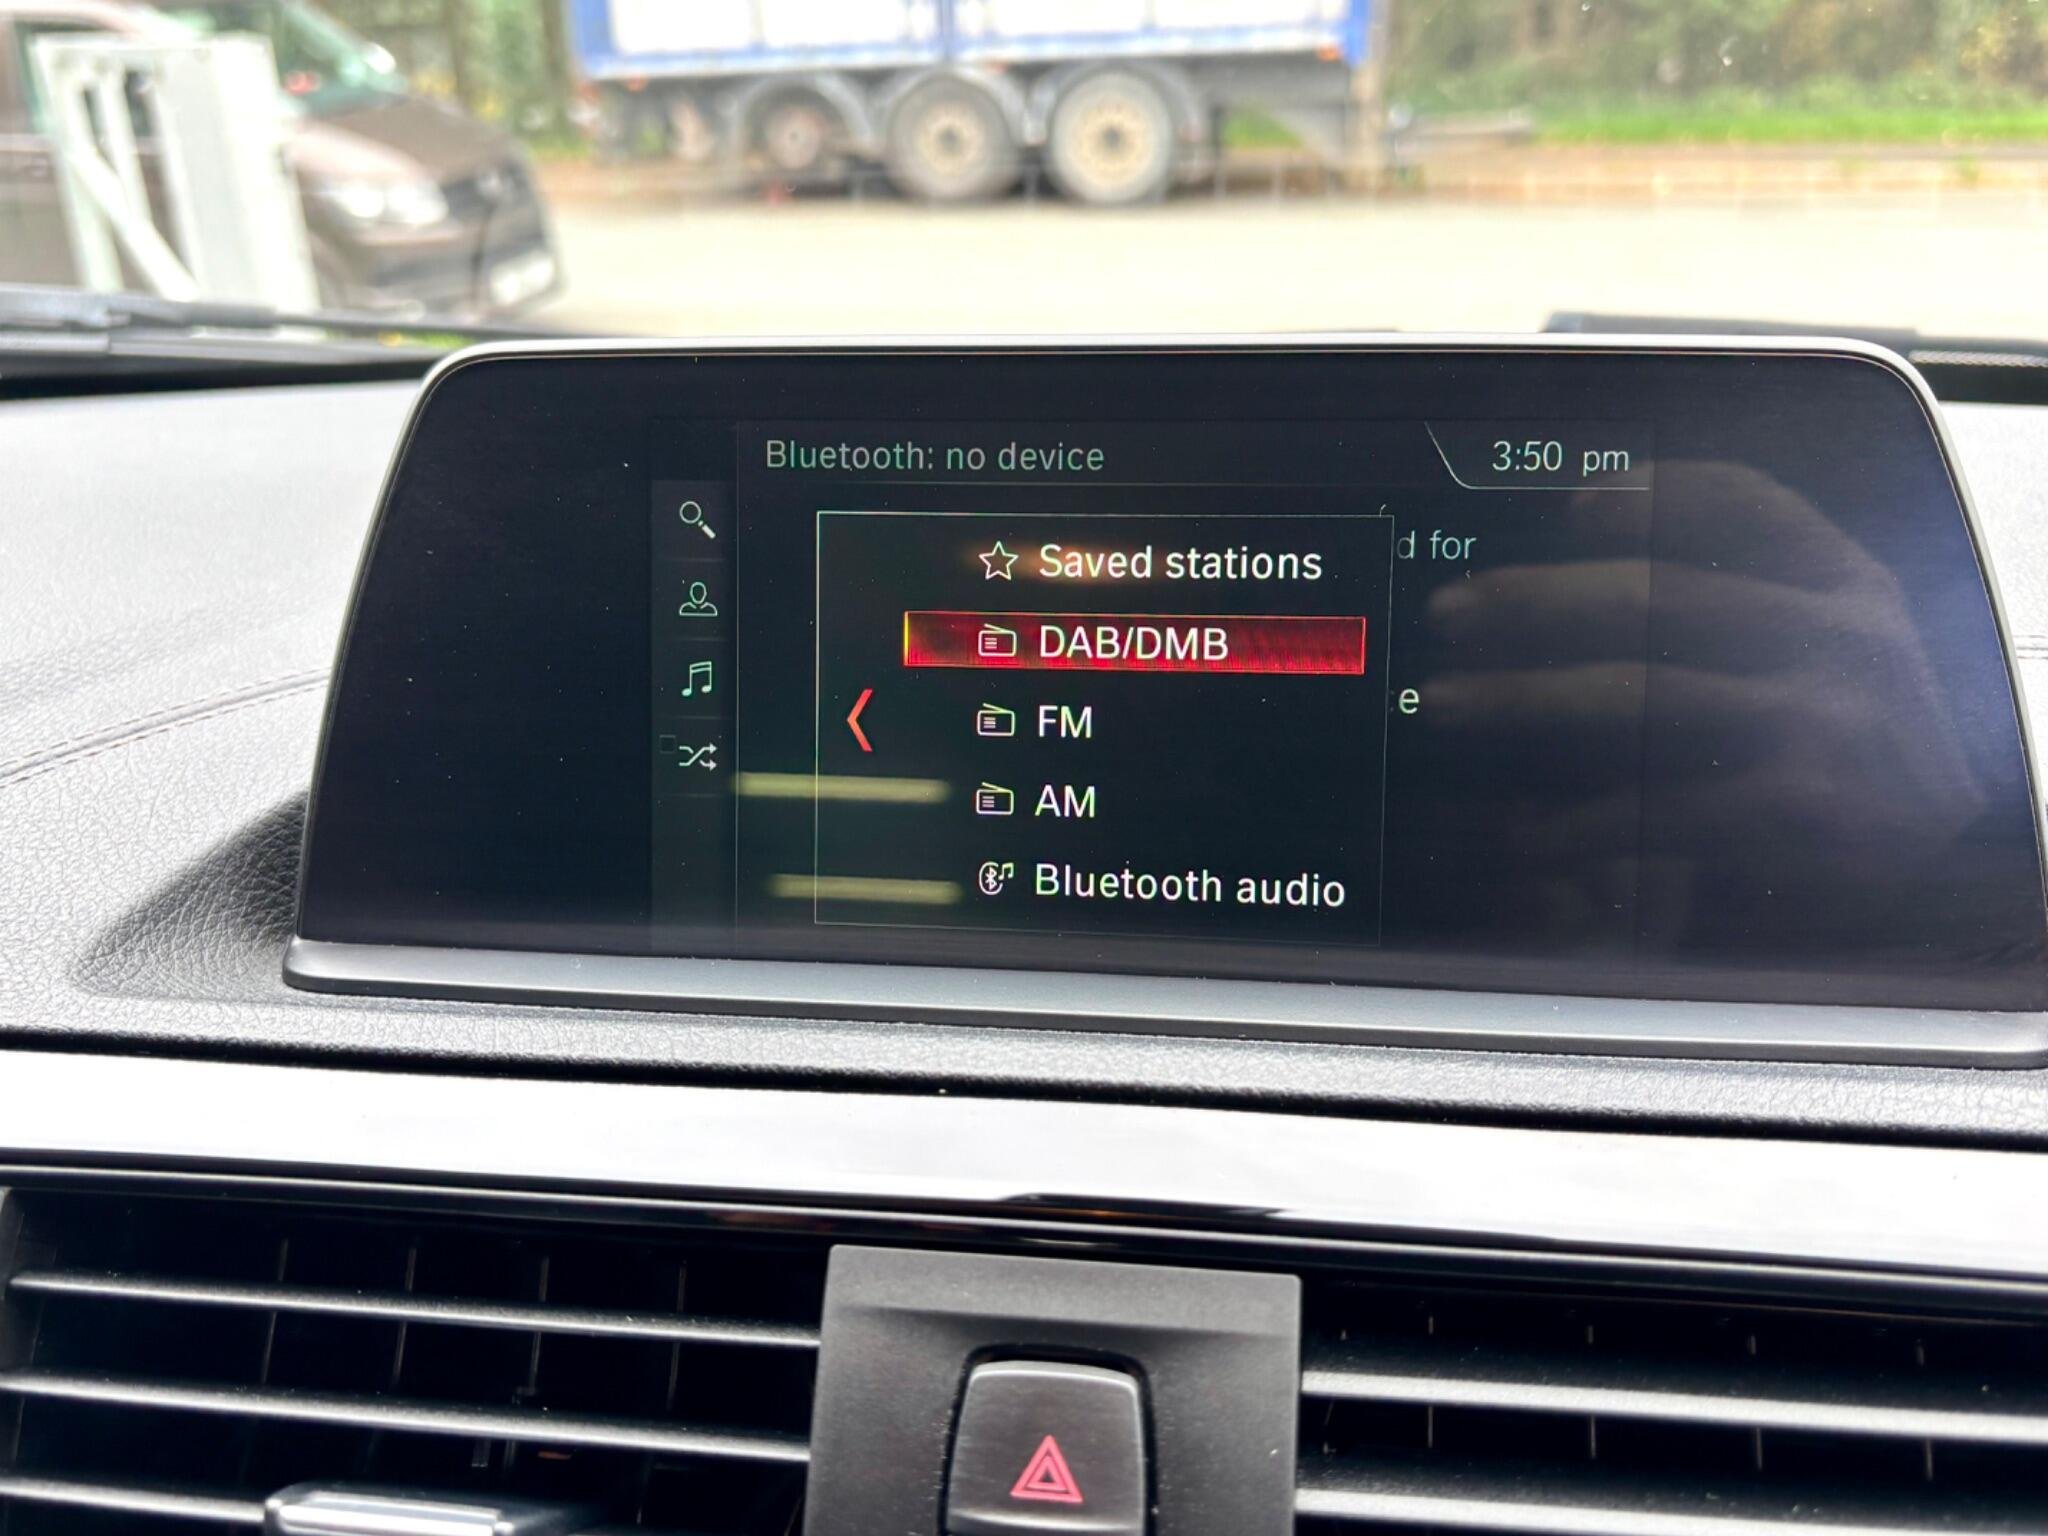 Bluetooth: no device
3:50 pm
Saved stations
d for
DAB/DMB
e
FM
AM
Bluetooth audio